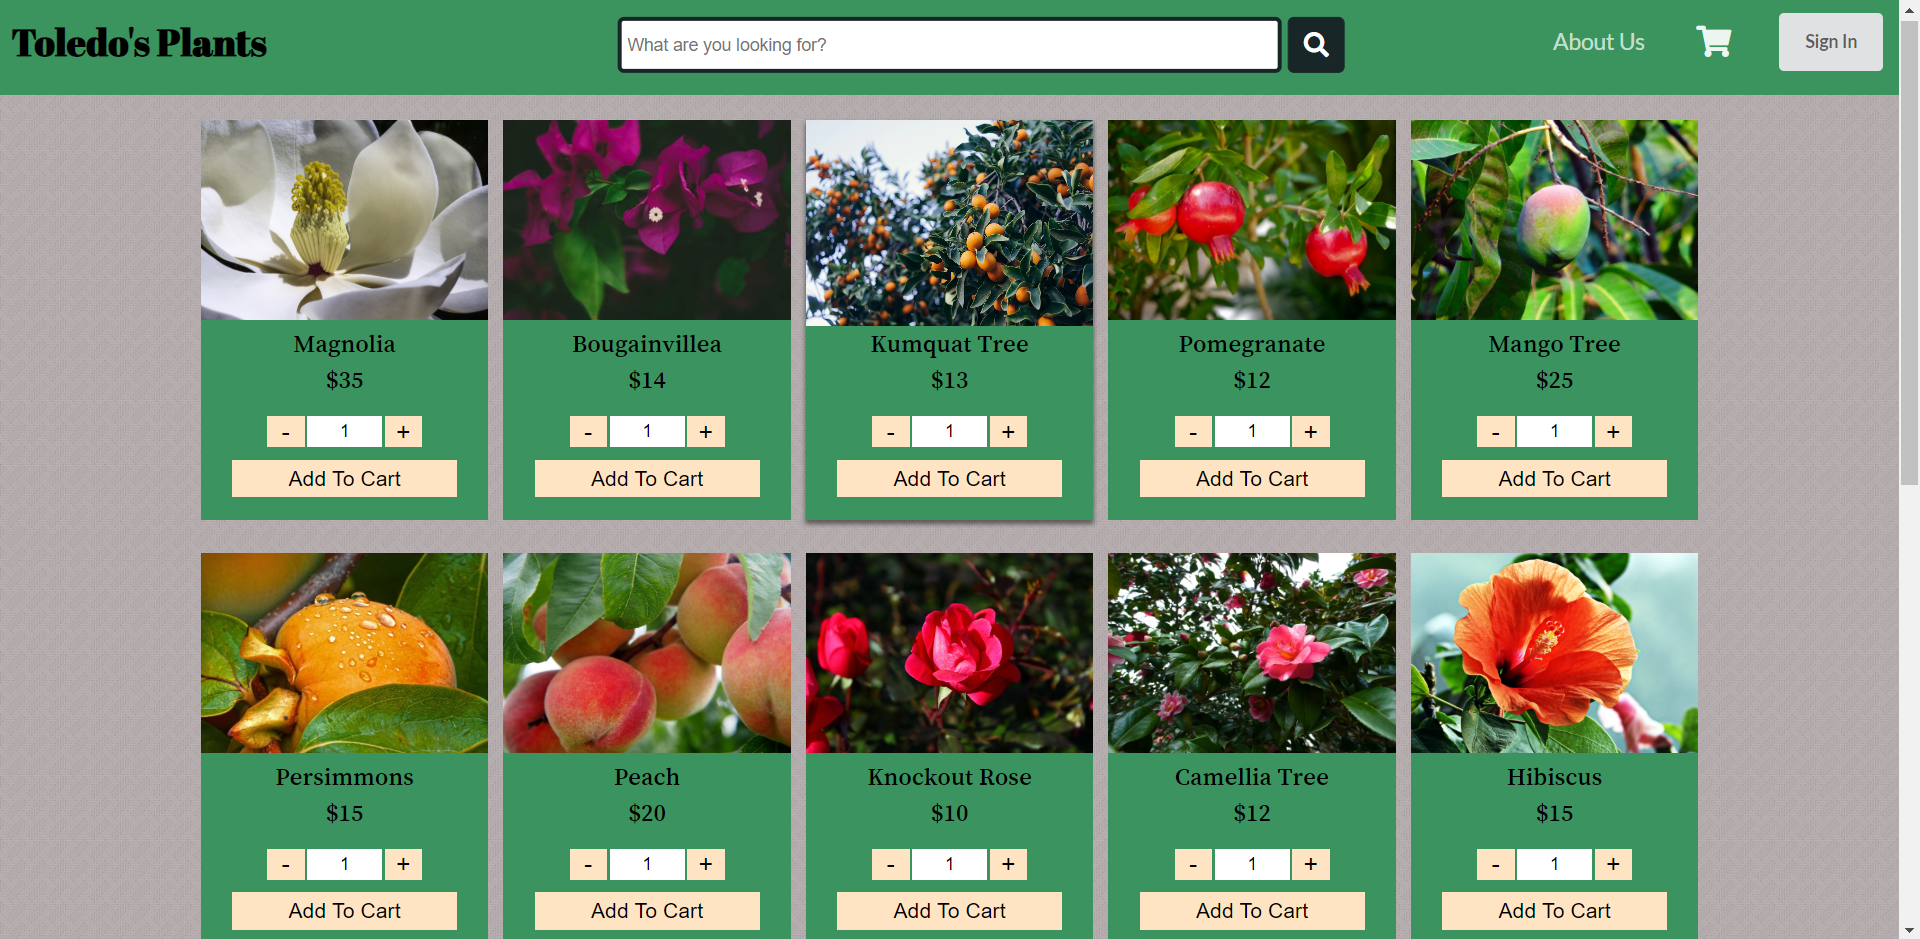 Toledo's Plants
What are you looking for?
About Us
Sign In
Magnolia
$35
- 1 +
Add To Cart
Bougainvillea
$14
- 1 +
Add To Cart
Kumquat Tree
$13
- 1 +
Add To Cart
Pomegranate
$12
- 1 +
Add To Cart
Mango Tree
$25
- 1 +
Add To Cart
Persimmons
$15
- 1 +
Add To Cart
Peach
$20
- 1 +
Add To Cart
Knockout Rose
$10
- 1 +
Add To Cart
Camellia Tree
$12
- 1 +
Add To Cart
Hibiscus
$15
- 1 +
Add To Cart